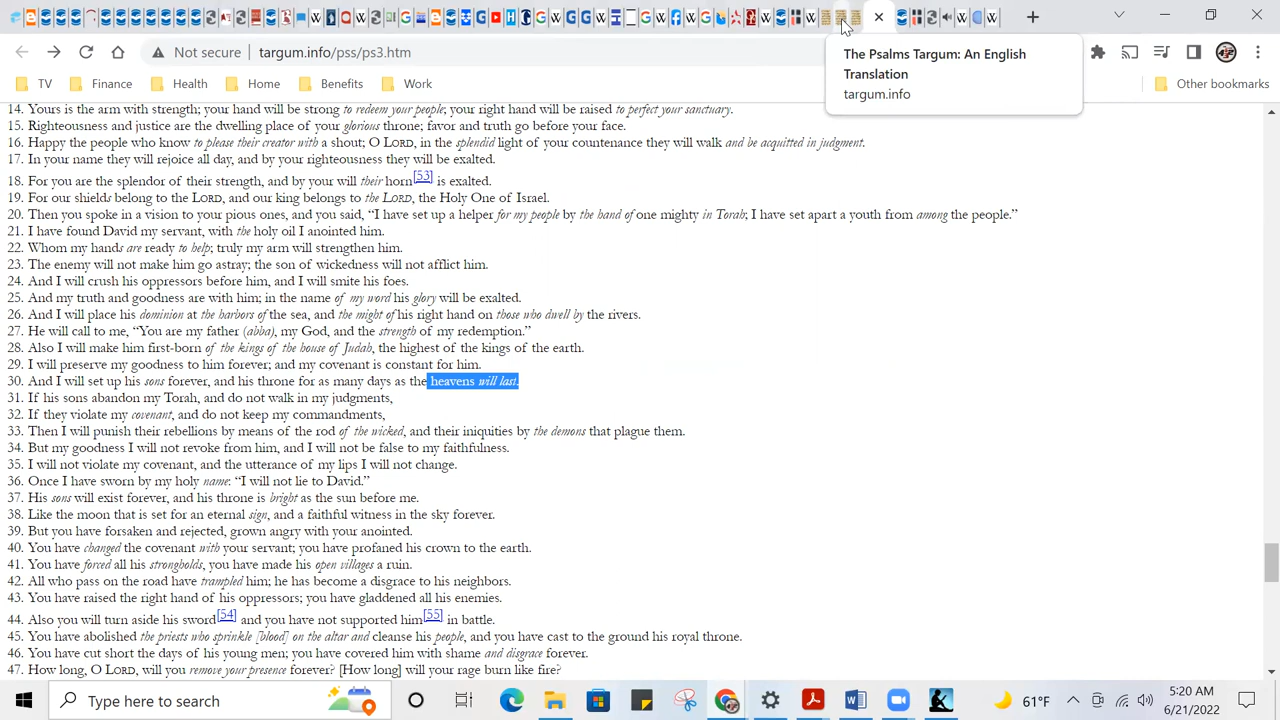 Not secure
targum.info/pss/ps3.htm
TV
Finance
Health
Home
Benefits
Work
Other bookmarks
The Psalms Targum: An English
Translation
targum.info
14. Yours is the arm with strength; your hand will be strong to redeem your people; your right hand will be raised to perfect your sanctuary.
15. Righteousness and justice are the dwelling place of your glorious throne; favor and truth go before your face.
16. Happy the people who know to please their creator with a shout; O LORD, in the splendid light of your countenance they will walk and be acquitted in judgment.
17. In your name they will rejoice all day, and by your righteousness they will be exalted.
18. For you are the splendor of their strength, and by your will their horn[53] is exalted.
19. For our shields belong to the LORD, and our king belongs to the LORD, the Holy One of Israel.
20. Then you spoke in a vision to your pious ones, and you said, “I have set up a helper for my people by the hand of one mighty in Torah; I have set apart a youth from among the people.”
21. I have found David my servant, with the holy oil I anointed him.
22. Whom my hands are ready to help; truly my arm will strengthen him.
23. The enemy will not make him go astray; the son of wickedness will not afflict him.
24. And I will crush his oppressors before him, and I will smite his foes.
25. And my truth and goodness are with him; in the name of my word his glory will be exalted.
26. And I will place his dominion at the harbors of the sea, and the might of his right hand on those who dwell by the rivers.
27. He will call to me, “You are my father (abba), my God, and the strength of my redemption.”
28. Also I will make him first-born of the kings of the house of Judah, the highest of the kings of the earth.
29. I will preserve my goodness to him forever; and my covenant is constant for him.
30. And I will set up his sons forever, and his throne for as many days as the heavens will last.
31. If his sons abandon my Torah, and do not walk in my judgments,
32. If they violate my covenant, and do not keep my commandments,
33. Then I will punish their rebellions by means of the rod of the wicked, and their iniquities by the demons that plague them.
34. But my goodness I will not revoke from him, and I will not be false to my faithfulness.
35. I will not violate my covenant, and the utterance of my lips I will not change.
36. Once I have sworn by my holy name: “I will not lie to David.”
37. His sons will exist forever, and his throne is bright as the sun before me.
38. Like the moon that is set for an eternal sign, and a faithful witness in the sky forever.
39. But you have forsaken and rejected, grown angry with your anointed.
40. You have changed the covenant with your servant; you have profaned his crown to the earth.
41. You have forced all his strongholds, you have made his open villages a ruin.
42. All who pass on the road have trampled him; he has become a disgrace to his neighbors.
43. You have raised the right hand of his oppressors; you have gladdened all his enemies.
44. Also you will turn aside his sword[54] and you have not supported him[55] in battle.
45. You have abolished the priests who sprinkle [blood] on the altar and cleanse his people, and you have cast to the ground his royal throne.
46. You have cut short the days of his young men; you have covered him with shame and disgrace forever.
47. How long, O LORD, will you remove your presence forever? [How long] will your rage burn like fire?
Type here to search
61°F
5:20 AM
6/21/2022